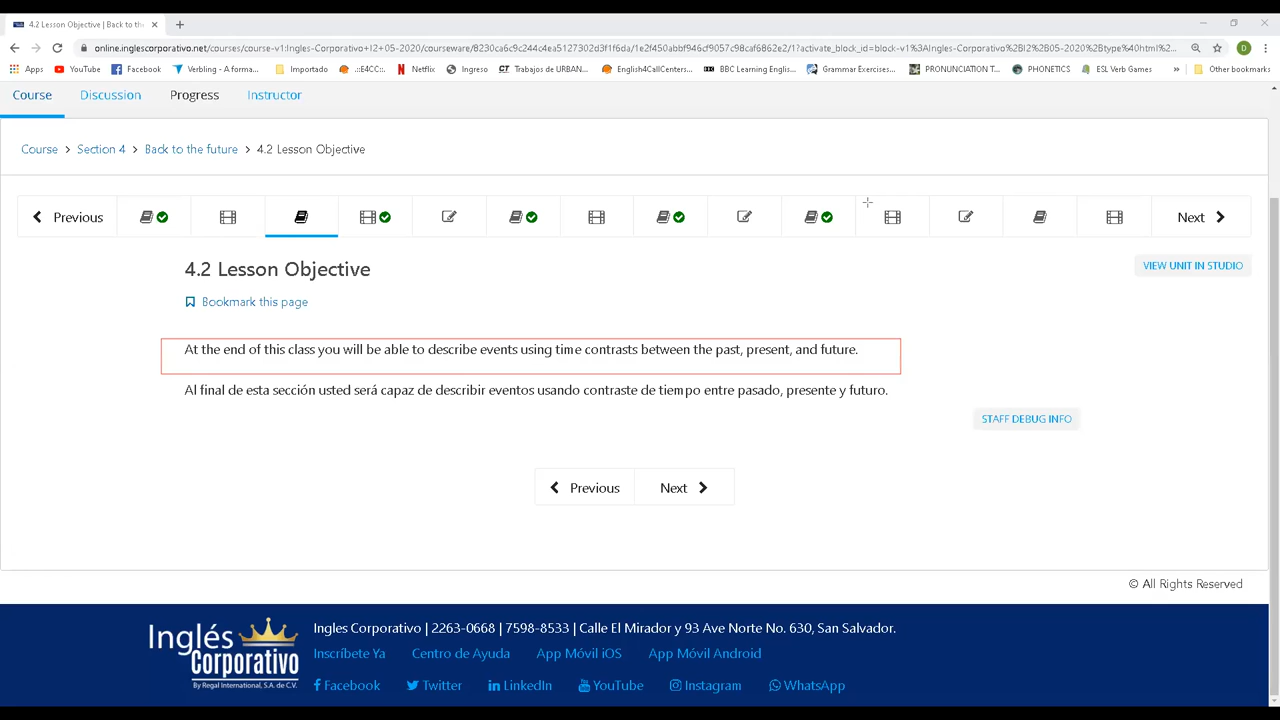 4.2 Lesson Objective | Back to th
online.inglescorporativo.net/courses/course-v1:Ingles-Corporativo+I2+05-2020/courseware/8230ca6c9c244c4ea5127302d3f1f6da/1e2f450abbf946cf9057c98cafd362e2/1?activate_block_id=block-v1%3AIngles-Corporativo%2BI2%2B05-2020%2Btype%40html%2...
D
Apps YouTube Facebook Verbling - A forma... Importado .::E4CC::. Netflix Ingreso Trabajos de URBAN... English4CallCenters... BBC Learning English... Grammar Exercises... PRONUNCIATION T... PHONETICS ESL Verb Games » Other bookmarks
Course Discussion Progress Instructor
Course > Section 4 > Back to the future > 4.2 Lesson Objective
Previous Next
4.2 Lesson Objective
VIEW UNIT IN STUDIO
Bookmark this page
At the end of this class you will be able to describe events using time contrasts between the past, present, and future.
Al final de esta sección usted será capaz de describir eventos usando contraste de tiempo entre pasado, presente y futuro.
STAFF DEBUG INFO
Previous Next
© All Rights Reserved
Inglés Corporativo
By Regal International, S.A. de C.V.
Ingles Corporativo | 2263-0668 | 7598-8533 | Calle El Mirador y 93 Ave Norte No. 630, San Salvador.
Inscríbete Ya Centro de Ayuda App Móvil iOS App Móvil Android
Facebook Twitter LinkedIn YouTube Instagram WhatsApp